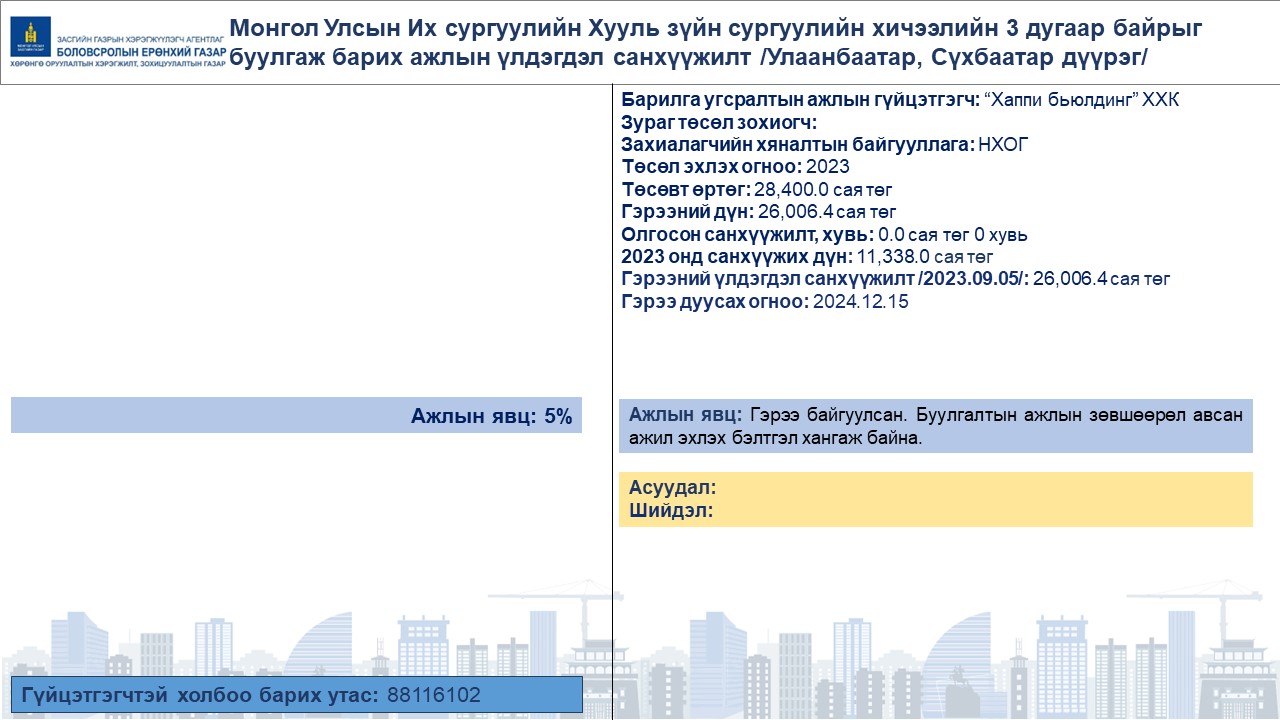 ЗАСГИЙН ГАЗРЫН ХЭРЭГЖҮҮЛЭГЧ АГЕНТЛАГ
БОЛОВСРОЛЫН ЕРӨНХИЙ ГАЗАР
ХӨРӨНГӨ ОРУУЛАЛТЫН ХЭРЭГЖИЛТ, ЗОХИЦУУЛАЛТЫН ГАЗАР
Монгол Улсын Их сургуулийн Хууль зүйн сургуулийн хичээлийн 3 дугаар байрыг
буулгаж барих ажлын үлдэгдэл санхүүжилт /Улаанбаатар, Сүхбаатар дүүрэг/
Барилга угсралтын ажлын гүйцэтгэгч: “Хаппи бьюлдинг” ХХК
Зураг төсөл зохиогч:
Захиалагчийн хяналтын байгууллага: НХОГ
Төсөл эхлэх огноо: 2023
Төсөвт өртөг: 28,400.0 сая төг
Гэрээний дүн: 26,006.4 сая төг
Олгосон санхүүжилт, хувь: 0.0 сая төг 0 хувь
2023 онд санхүүжих дүн: 11,338.0 сая төг
Гэрээний үлдэгдэл санхүүжилт /2023.09.05/: 26,006.4 сая төг
Гэрээ дуусах огноо: 2024.12.15
Ажлын явц: 5%
Ажлын явц: Гэрээ байгуулсан. Буулгалтын ажлын зөвшөөрөл авсан
ажил эхлэх бэлтгэл хангаж байна.
Асуудал:
Шийдэл:
Гүйцэтгэгчтэй холбоо барих утас: 88116102